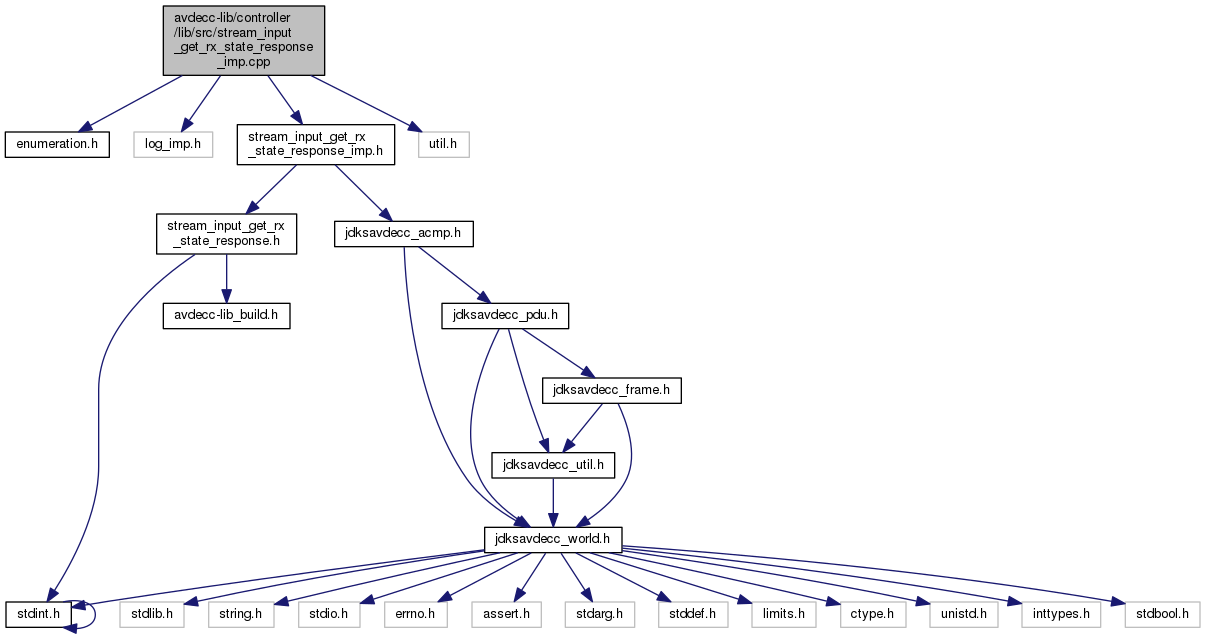 avdecc-lib/controller
/lib/src/stream_input
_get_rx_state_response
_imp.cpp
enumeration.h
log_imp.h
stream_input_get_rx
_state_response_imp.h
util.h
stream_input_get_rx
_state_response.h
jdksavdecc_acmp.h
avdecc-lib_build.h
jdksavdecc_pdu.h
jdksavdecc_frame.h
jdksavdecc_util.h
jdksavdecc_world.h
stdint.h
stdlib.h
string.h
stdio.h
errno.h
assert.h
stdarg.h
stddef.h
limits.h
ctype.h
unistd.h
inttypes.h
stdbool.h